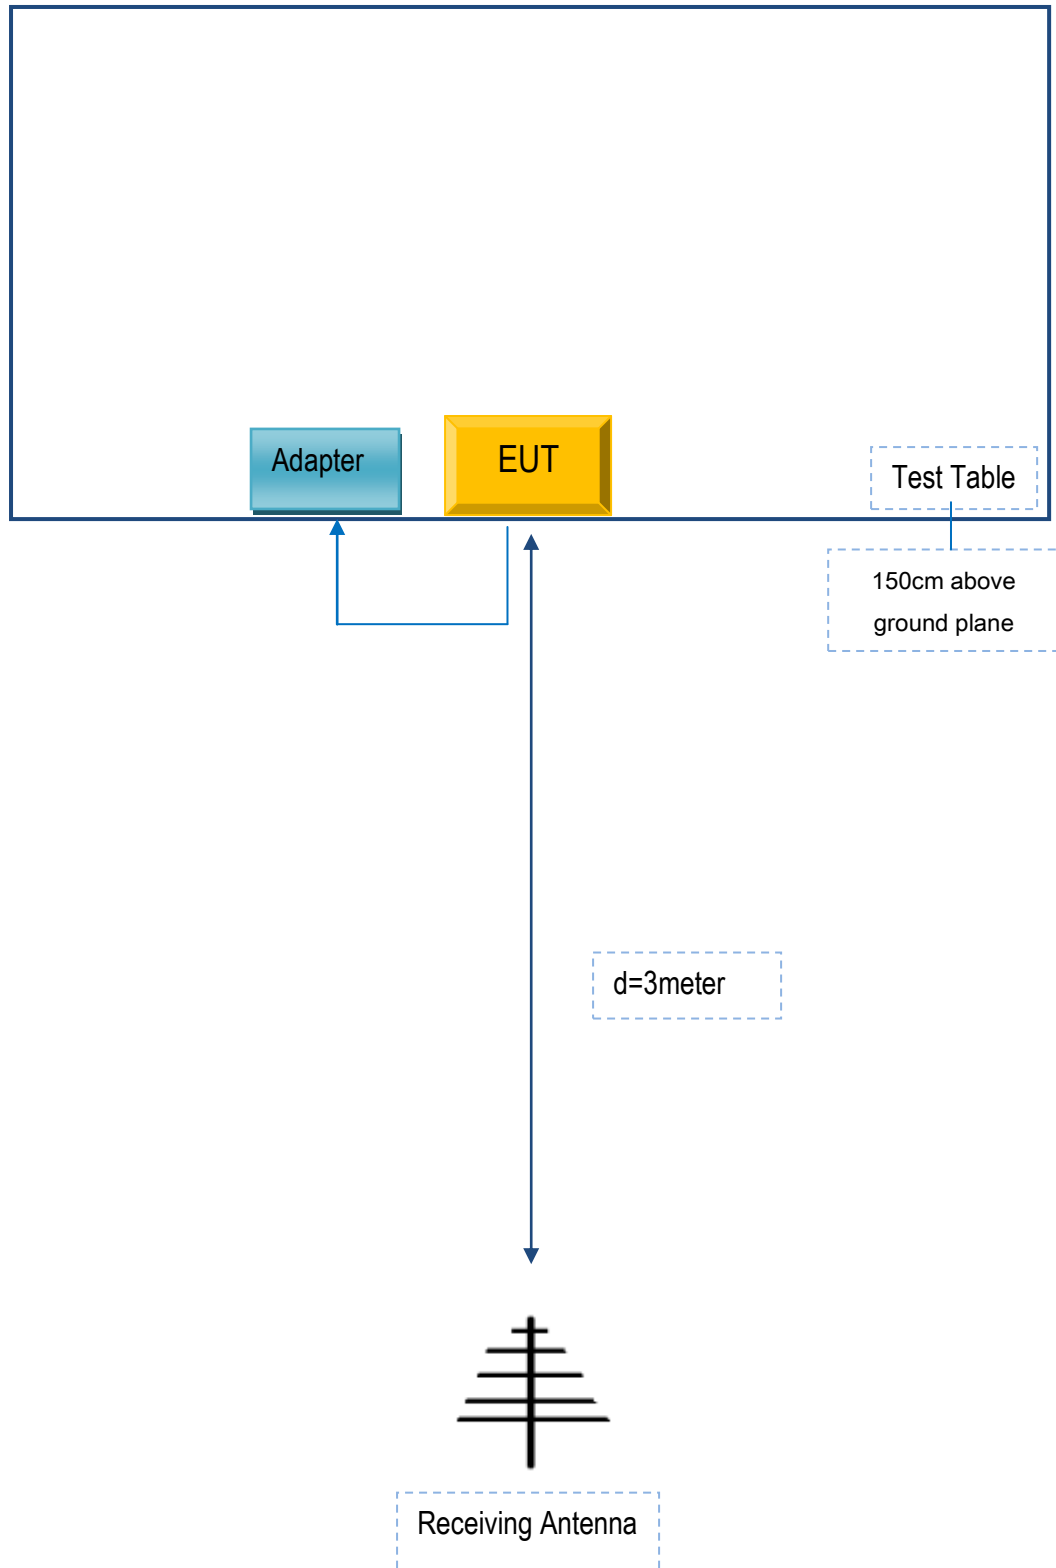 Adapter
EUT
Test Table
150cm above
ground plane
d=3meter
Receiving Antenna